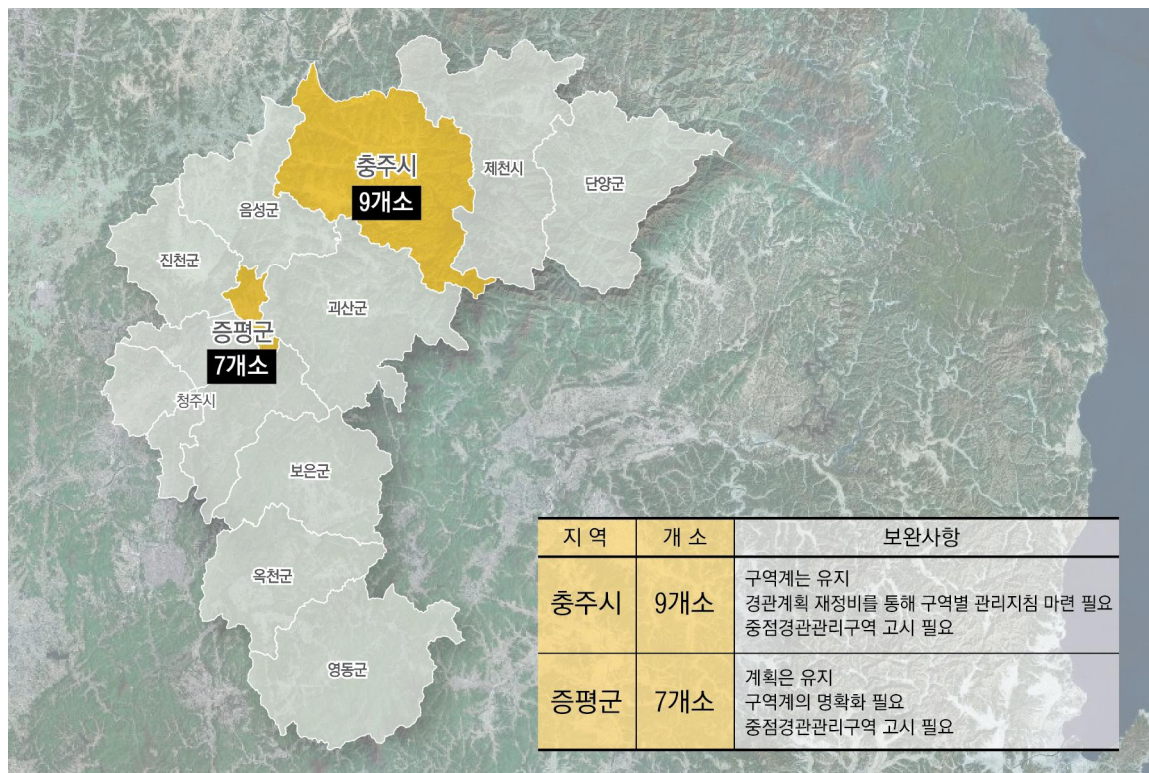 충주시
9개소
제천시
단양군
음성군
진천군
괴산군
증평군
7개소
청주시
보은군
옥천군
영동군
지 역 개 소 보완사항
충주시 9개소
구역계는 유지
경관계획 재정비를 통해 구역별 관리지침 마련 필요
중점경관관리구역 고시 필요
증평군 7개소
계획은 유지
구역계의 명확화 필요
중점경관관리구역 고시 필요